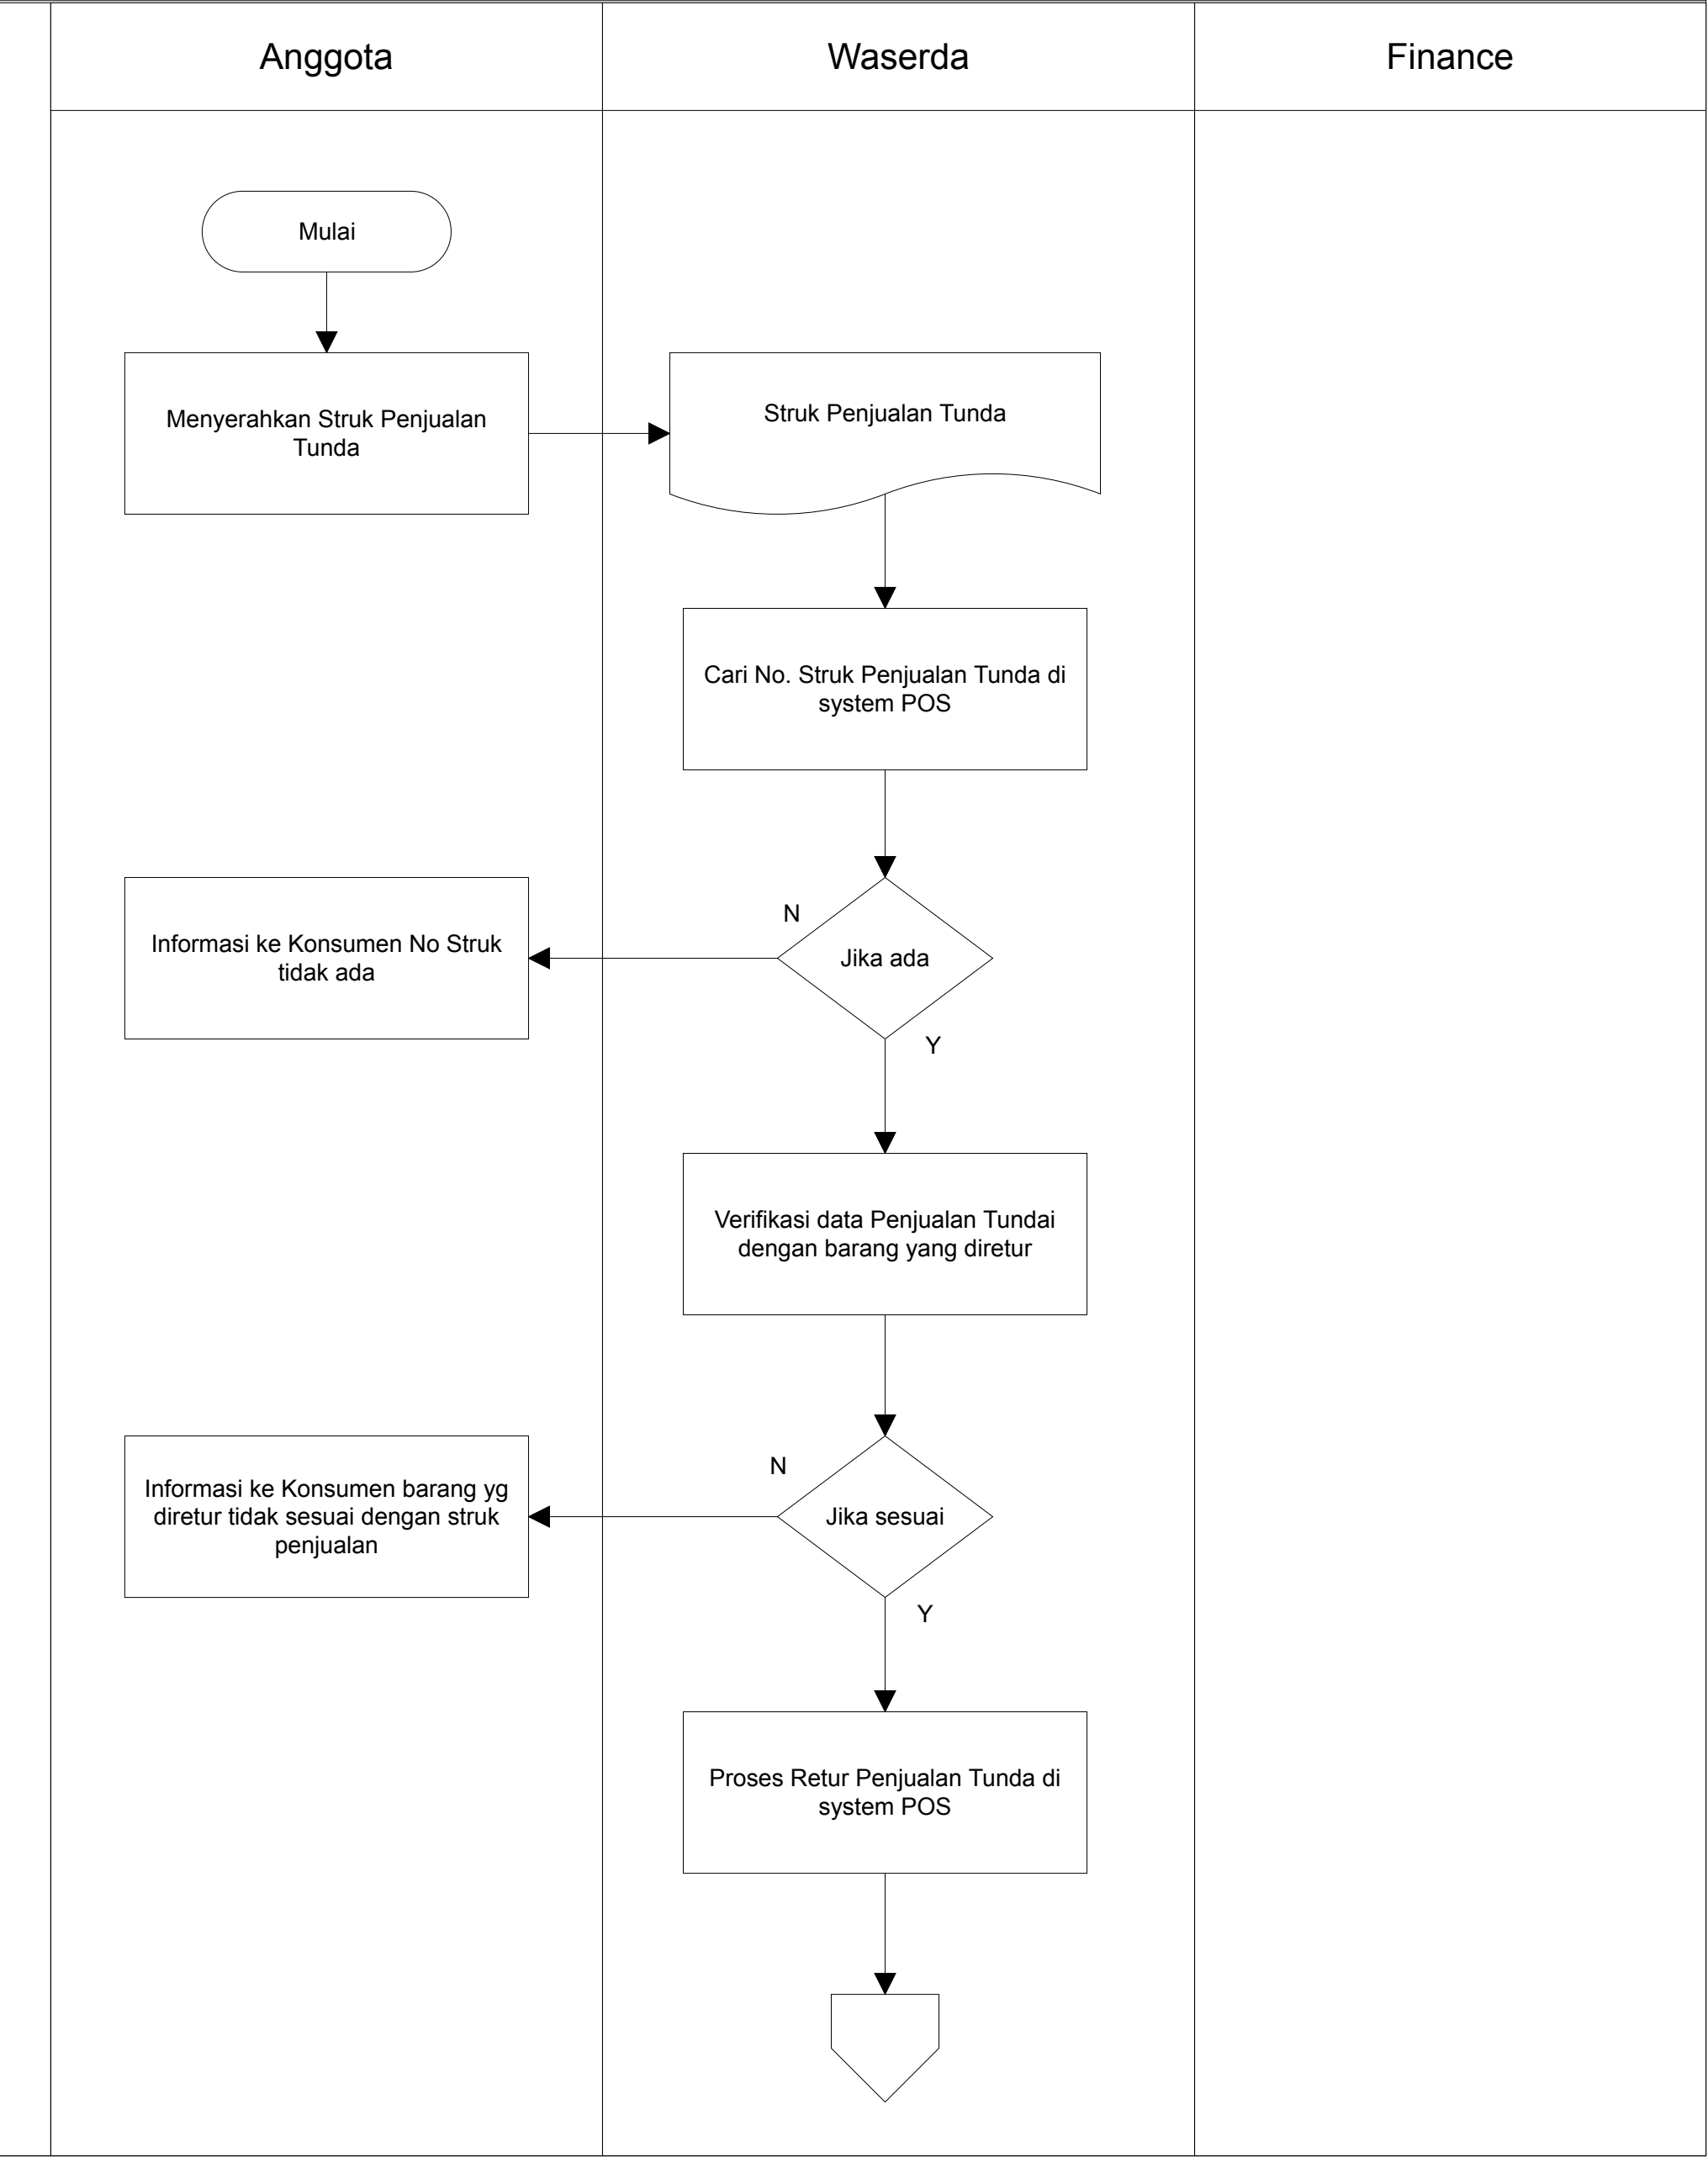 Anggota
Waserda
Finance
Mulai
Menyerahkan Struk Penjualan
Tunda
Struk Penjualan Tunda
Cari No. Struk Penjualan Tunda di
system POS
N
Informasi ke Konsumen No Struk
tidak ada
Jika ada
Y
Verifikasi data Penjualan Tundai
dengan barang yang diretur
N
Informasi ke Konsumen barang yg
diretur tidak sesuai dengan struk
penjualan
Jika sesuai
Y
Proses Retur Penjualan Tunda di
system POS